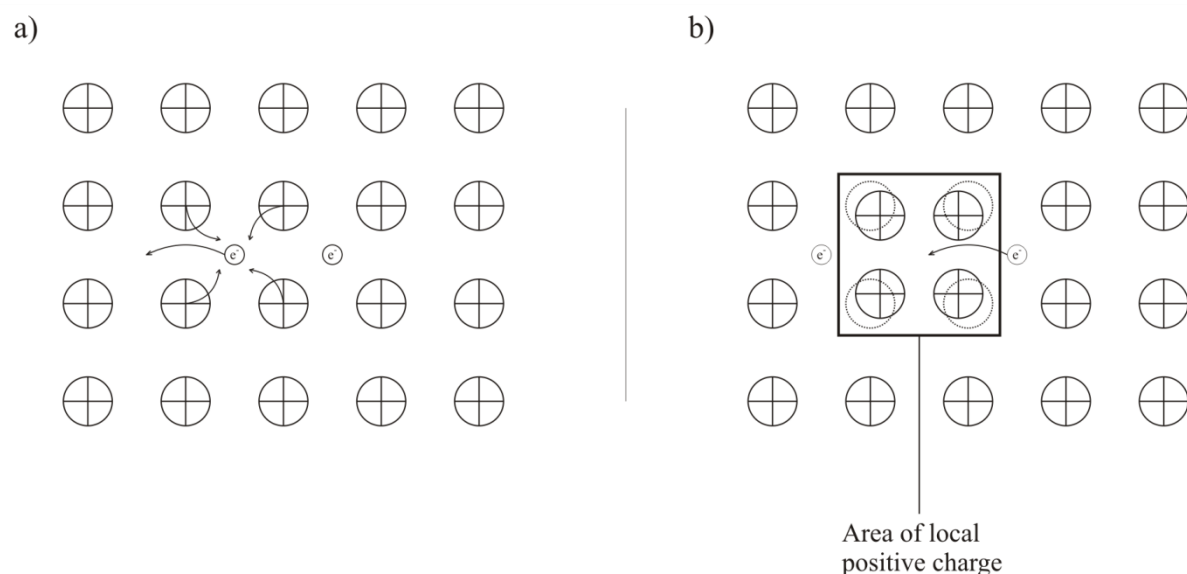 a)
b)
e⁻
e⁻
e⁻
e⁻
Area of local
positive charge